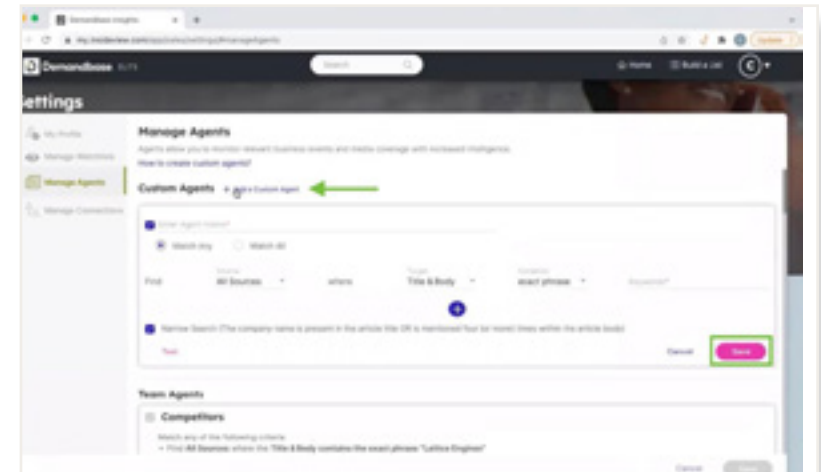 Demandbase Insights
Demandbase
Search
Home
Build a List
C
ettings
My Profile
Manage Watchlists
Manage Agents
Manage Connections
Manage Agents
Agents allow you to monitor relevant business events and media coverage with increased intelligence.
How to create custom agents?
Custom Agents + Add a Custom Agent
Enter Agent Name*
Match Any Match All
Find All Sources where Title & Body exact phrase Keywords*
Narrow Search (The company name is present in the article title OR is mentioned four (or more) times within the article body)
Test Cancel Save
Team Agents
Competitors
Match any of the following criteria
Find All Sources where the Title & Body contains the exact phrase "Lattice Engines"
Cancel Save